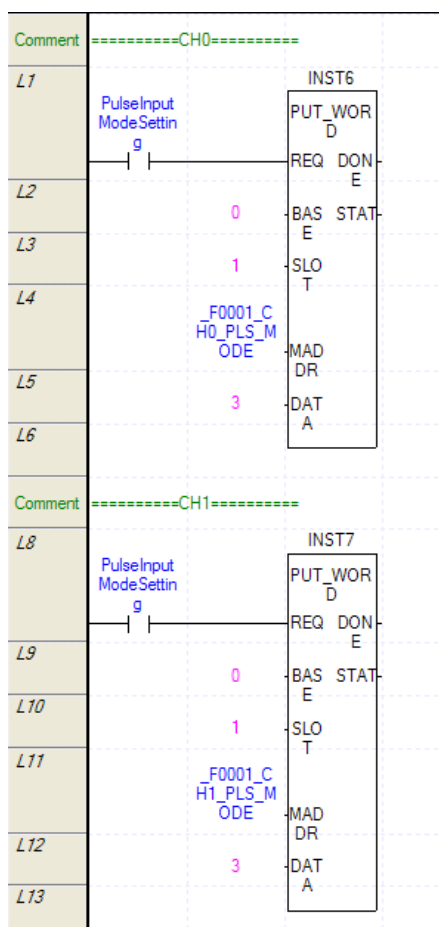 Comment ==========CH0==========
L1
INST6
PulseInput
ModeSettin
g
PUT_WOR
D
REQ DON
E
L2
0 BAS STAT
E
L3
1 SLO
T
L4
_F0001_C
H0_PLS_M
ODE MAD
DR
L5
3 DAT
A
L6
Comment ==========CH1==========
L8
INST7
PulseInput
ModeSettin
g
PUT_WOR
D
REQ DON
E
L9
0 BAS STAT
E
L10
1 SLO
T
L11
_F0001_C
H1_PLS_M
ODE MAD
DR
L12
3 DAT
A
L13